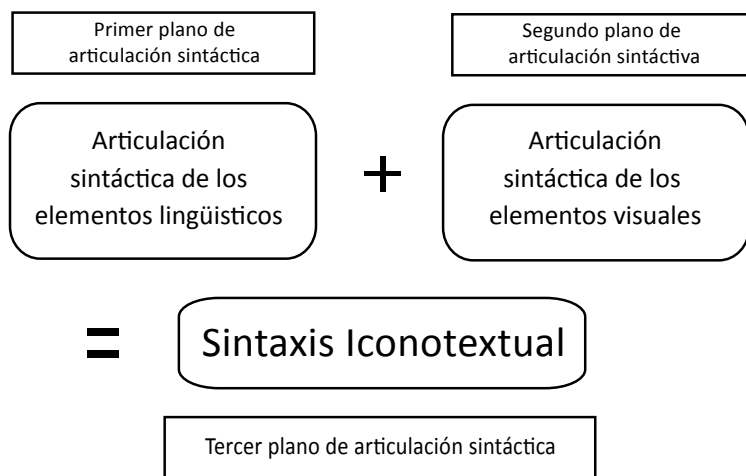 Primer plano de
articulación sintáctica
Segundo plano de
articulación sintáctiva
Articulación
sintáctica de los
elementos lingüisticos
+
Articulación
sintáctica de los
elementos visuales
=
Sintaxis Iconotextual
Tercer plano de articulación sintáctica